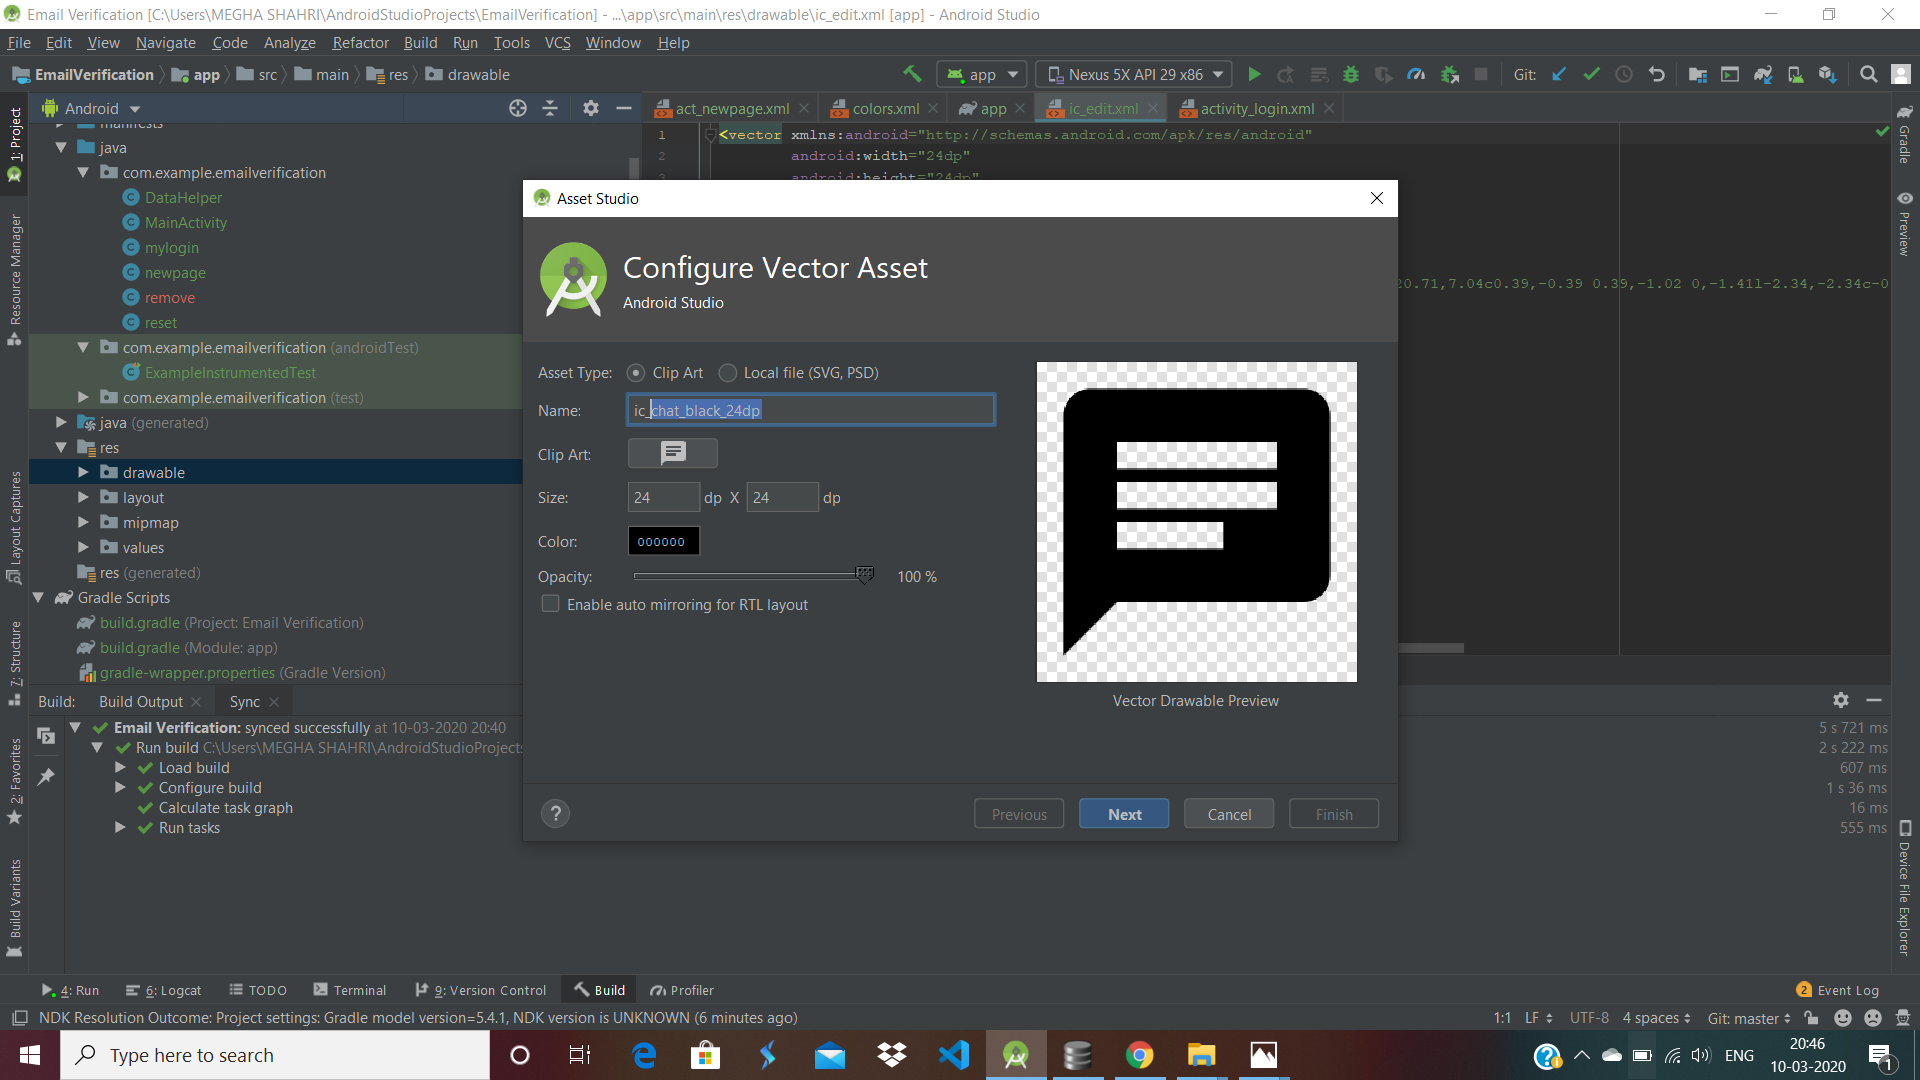 Email Verification [C:\Users\MEGHA SHAHRI\AndroidStudioProjects\EmailVerification] - ...\app\src\main\res\drawable\ic_edit.xml [app] - Android Studio
File Edit View Navigate Code Analyze Refactor Build Run Tools VCS Window Help
EmailVerification app src main res drawable
app Nexus 5X API 29 x86 Git:
1: Project
Resource Manager
Layout Captures
7: Structure
2: Favorites
Build Variants
Android
manifests
java
com.example.emailverification
DataHelper
MainActivity
mylogin
newpage
remove
reset
com.example.emailverification (androidTest)
ExampleInstrumentedTest
com.example.emailverification (test)
java (generated)
res
drawable
layout
mipmap
values
res (generated)
Gradle Scripts
build.gradle (Project: Email Verification)
build.gradle (Module: app)
gradle-wrapper.properties (Gradle Version)
act_newpage.xml colors.xml app ic_edit.xml activity_login.xml
1 <vector xmlns:android="http://schemas.android.com/apk/res/android"
2 android:width="24dp"
3 android:height="24dp"
20.71,7.04c0.39,-0.39 0.39,-1.02 0,-1.41l-2.34,-2.34c-0
Gradle
Preview
Device File Explorer
Asset Studio
Configure Vector Asset
Android Studio
Asset Type: Clip Art Local file (SVG, PSD)
Name: ic_chat_black_24dp
Clip Art:
Size: 24 dp X 24 dp
Color: 000000
Opacity: 100 %
Enable auto mirroring for RTL layout
Vector Drawable Preview
? Previous Next Cancel Finish
Build: Build Output Sync
Email Verification: synced successfully at 10-03-2020 20:40 5 s 721 ms
Run build C:\Users\MEGHA SHAHRI\AndroidStudioProjects 2 s 222 ms
Load build 607 ms
Configure build 1 s 36 ms
Calculate task graph 16 ms
Run tasks 555 ms
4: Run 6: Logcat TODO Terminal 9: Version Control Build Profiler 2 Event Log
NDK Resolution Outcome: Project settings: Gradle model version=5.4.1, NDK version is UNKNOWN (6 minutes ago) 1:1 LF UTF-8 4 spaces Git: master
Type here to search
ENG
20:46
10-03-2020
1